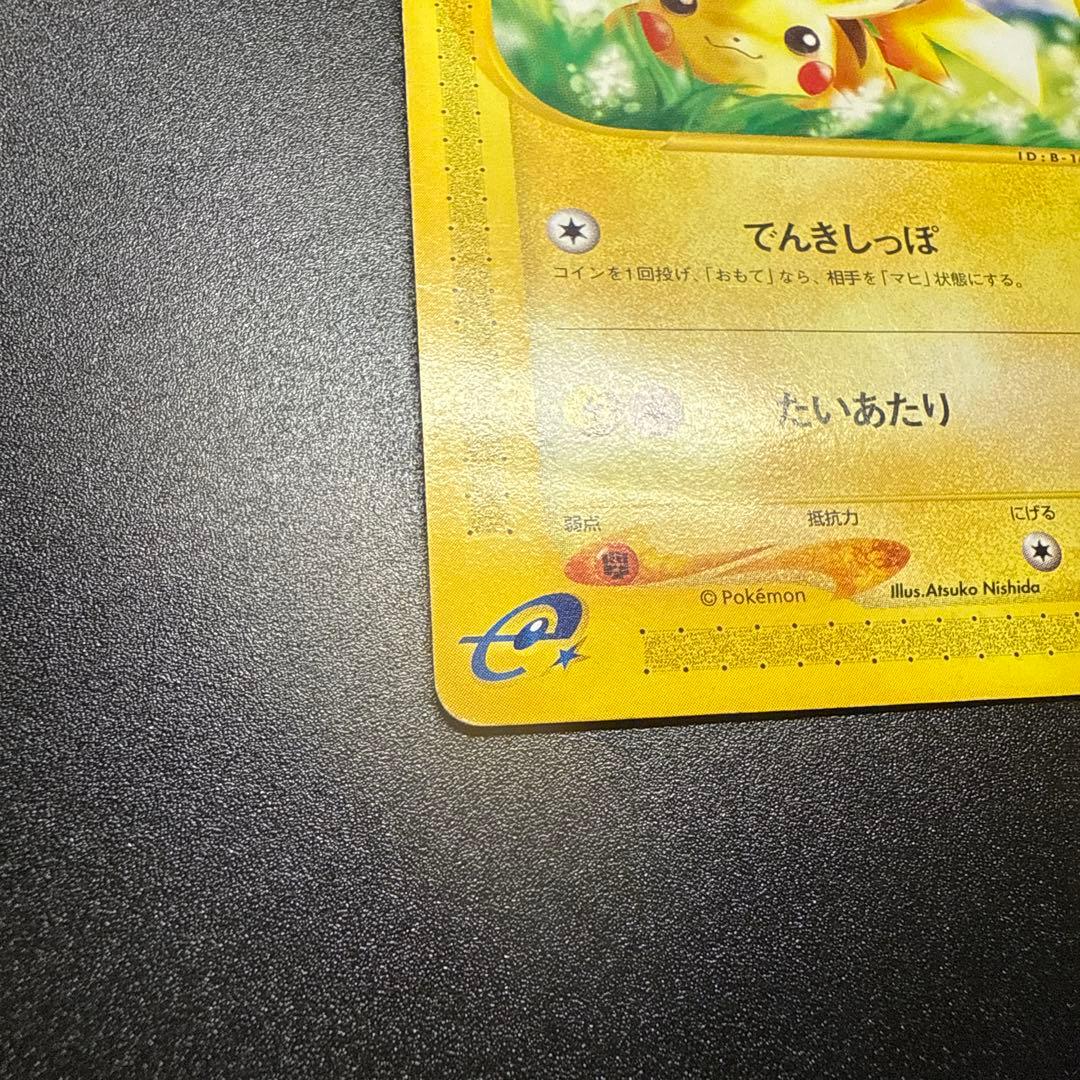 ID:B-1
でんきしっぽ
コインを1回投げ、「おもて」なら、相手を「マヒ」状態にする。
たいあたり
弱点 抵抗力 にげる
© Pokémon Illus.Atsuko Nishida